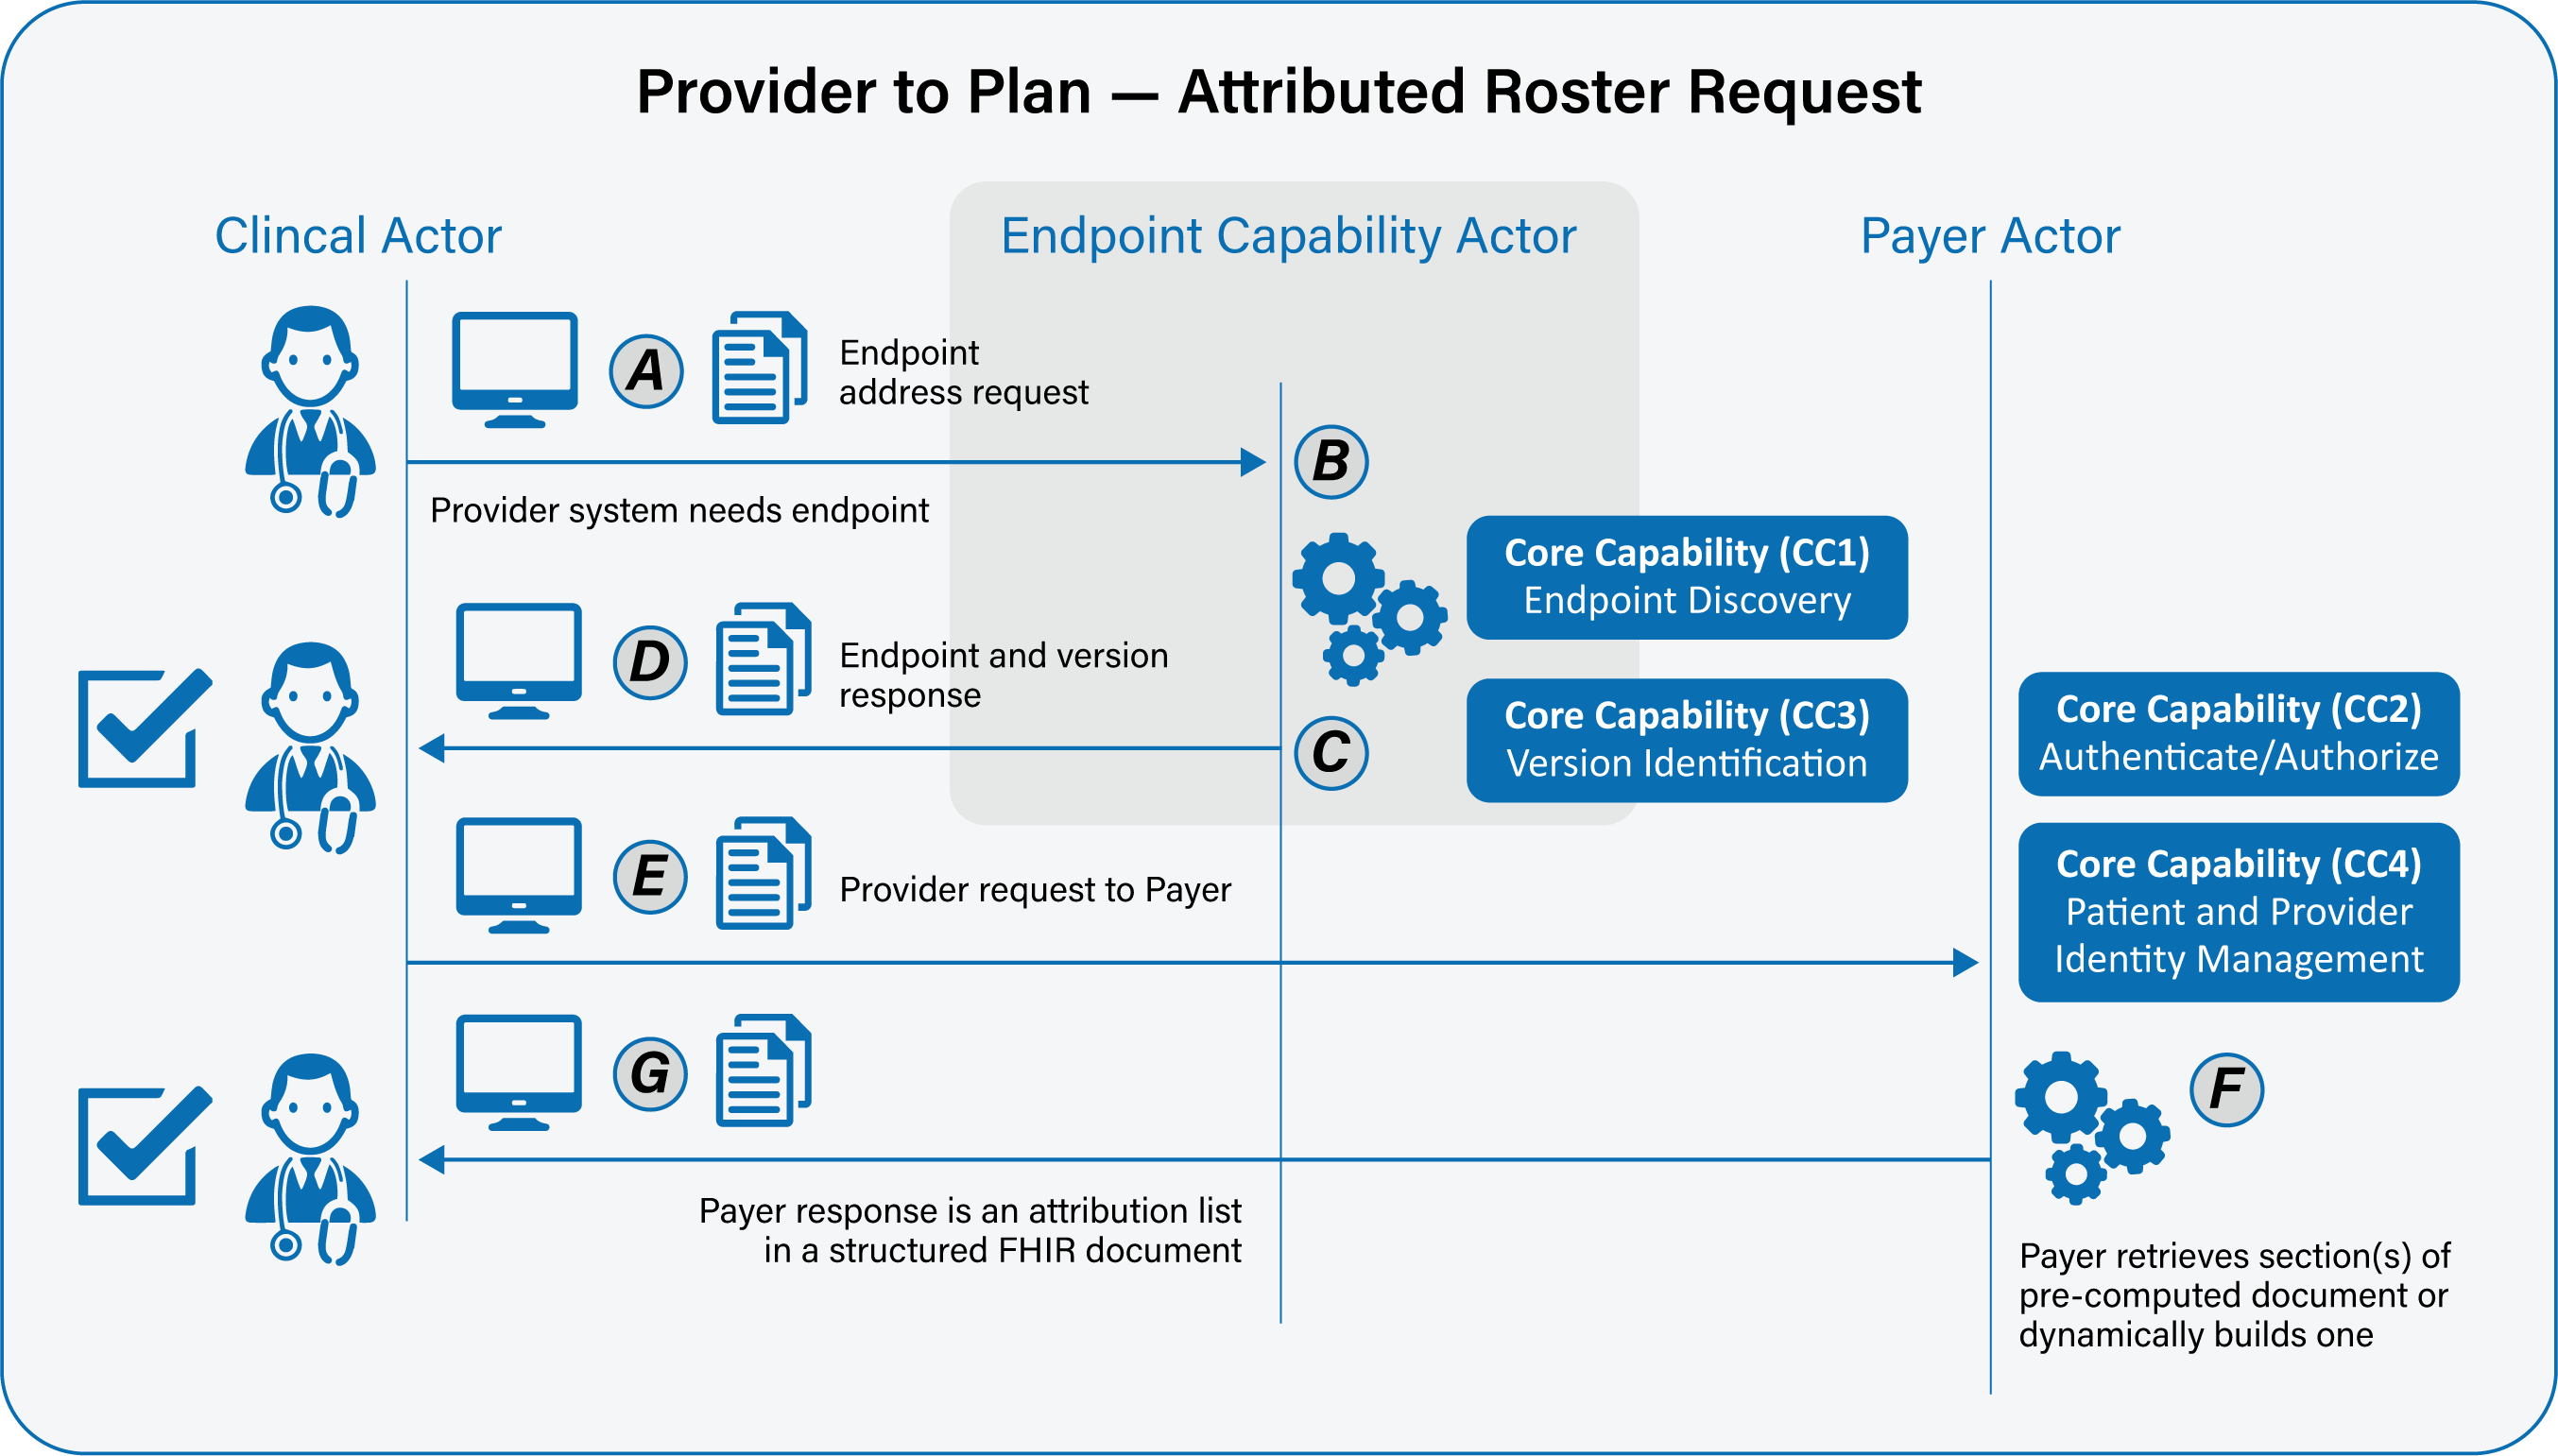 Provider to Plan — Attributed Roster Request
Clincal Actor
Endpoint Capability Actor
Payer Actor
A
Endpoint
address request
B
Provider system needs endpoint
Core Capability (CC1)
Endpoint Discovery
D
Endpoint and version
response
C
Core Capability (CC3)
Version Identification
Core Capability (CC2)
Authenticate/Authorize
E
Provider request to Payer
Core Capability (CC4)
Patient and Provider
Identity Management
G
F
Payer response is an attribution list
in a structured FHIR document
Payer retrieves section(s) of
pre-computed document or
dynamically builds one